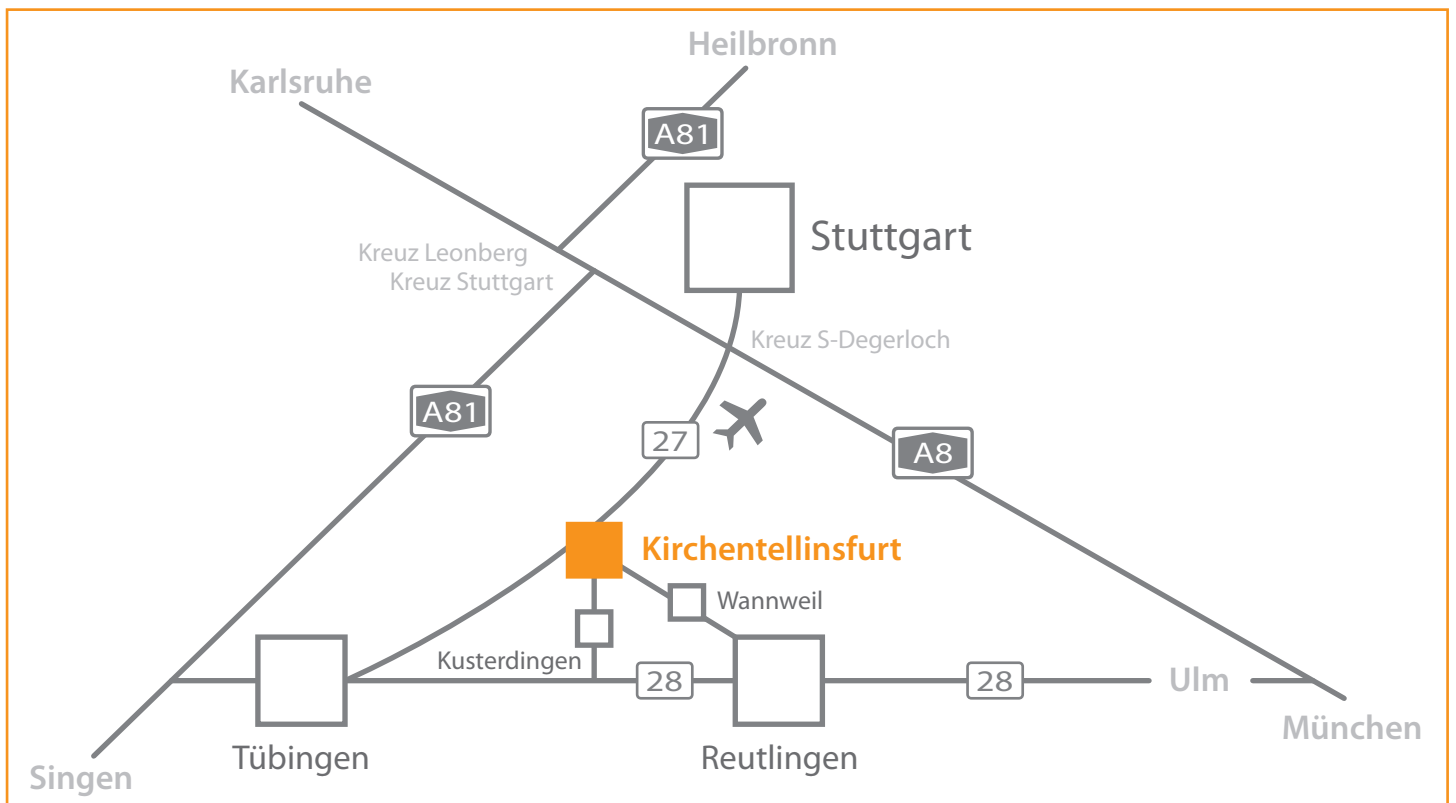 Heilbronn
Karlsruhe
A81
Stuttgart
Kreuz Leonberg
Kreuz Stuttgart
Kreuz S-Degerloch
A81
27
A8
Kirchentellinsfurt
Wannweil
Kusterdingen
28
28
Ulm
München
Tübingen
Reutlingen
Singen